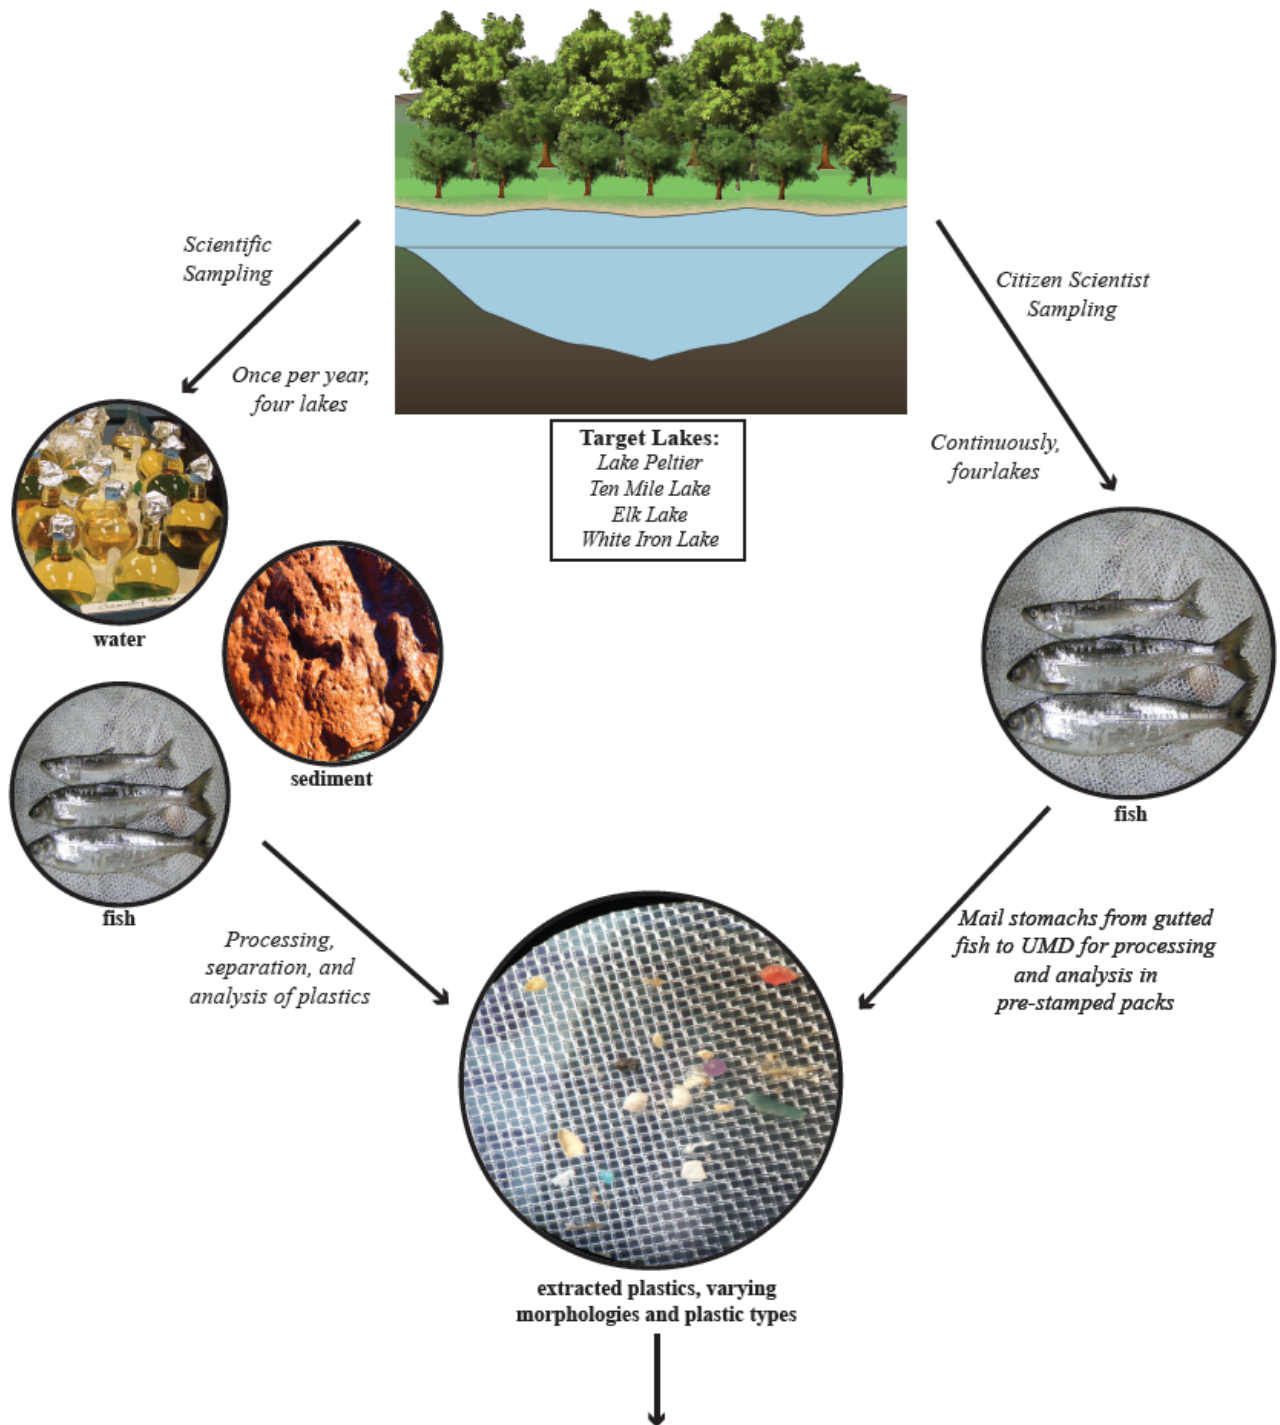 Scientific
Sampling
Citizen Scientist
Sampling
Once per year,
four lakes
Target Lakes:
Lake Peltier
Ten Mile Lake
Elk Lake
White Iron Lake
Continuously,
fourlakes
water
sediment
fish
fish
Processing,
separation, and
analysis of plastics
Mail stomachs from gutted
fish to UMD for processing
and analysis in
pre-stamped packs
extracted plastics, varying
morphologies and plastic types